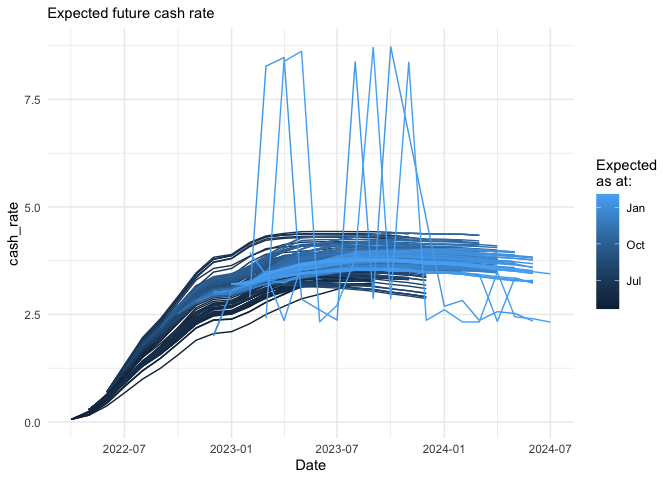 Expected future cash rate
7.5
5.0
2.5
0.0
cash_rate
2022-07
2023-01
2023-07
2024-01
2024-07
Date
Expected
as at:
Jan
Oct
Jul